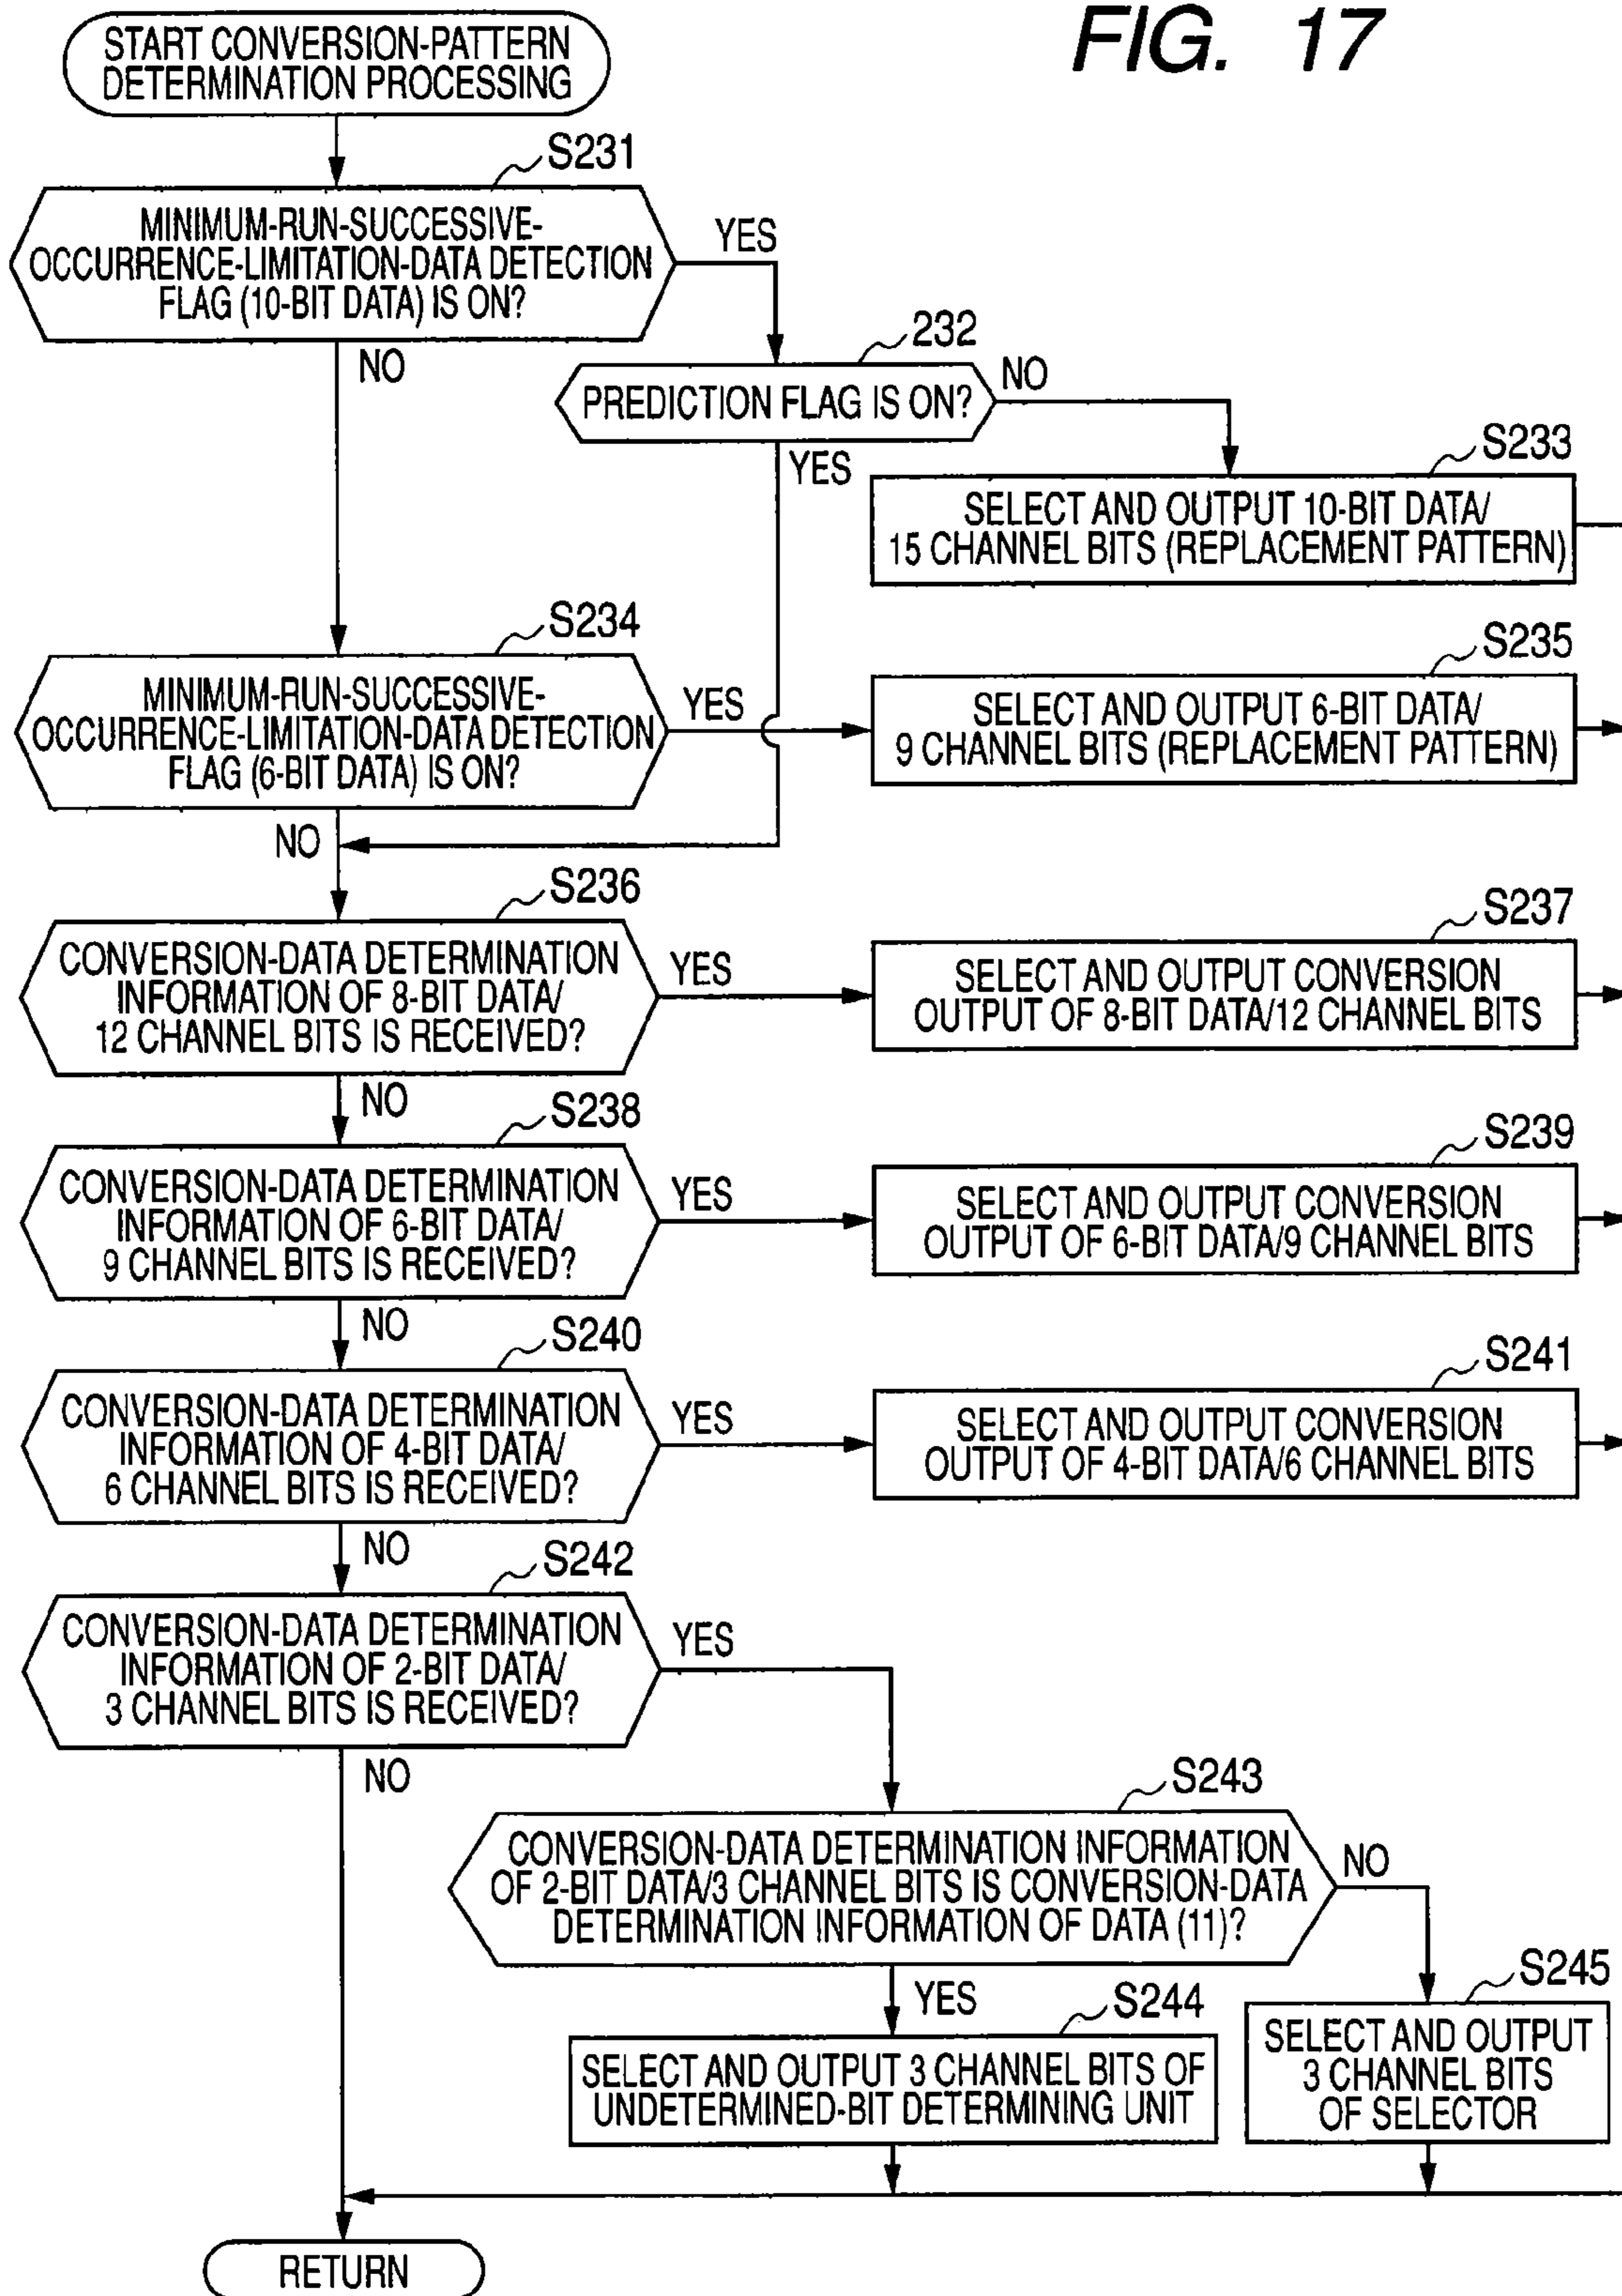 FIG. 17
START CONVERSION-PATTERN
DETERMINATION PROCESSING
S231
MINIMUM-RUN-SUCCESSIVE-
OCCURRENCE-LIMITATION-DATA DETECTION
FLAG (10-BIT DATA) IS ON?
YES
NO
232
PREDICTION FLAG IS ON?
NO
YES
S233
SELECT AND OUTPUT 10-BIT DATA/
15 CHANNEL BITS (REPLACEMENT PATTERN)
S234
MINIMUM-RUN-SUCCESSIVE-
OCCURRENCE-LIMITATION-DATA DETECTION
FLAG (6-BIT DATA) IS ON?
YES
NO
S235
SELECT AND OUTPUT 6-BIT DATA/
9 CHANNEL BITS (REPLACEMENT PATTERN)
S236
CONVERSION-DATA DETERMINATION
INFORMATION OF 8-BIT DATA/
12 CHANNEL BITS IS RECEIVED?
YES
NO
S237
SELECT AND OUTPUT CONVERSION
OUTPUT OF 8-BIT DATA/12 CHANNEL BITS
S238
CONVERSION-DATA DETERMINATION
INFORMATION OF 6-BIT DATA/
9 CHANNEL BITS IS RECEIVED?
YES
NO
S239
SELECT AND OUTPUT CONVERSION
OUTPUT OF 6-BIT DATA/9 CHANNEL BITS
S240
CONVERSION-DATA DETERMINATION
INFORMATION OF 4-BIT DATA/
6 CHANNEL BITS IS RECEIVED?
YES
NO
S241
SELECT AND OUTPUT CONVERSION
OUTPUT OF 4-BIT DATA/6 CHANNEL BITS
S242
CONVERSION-DATA DETERMINATION
INFORMATION OF 2-BIT DATA/
3 CHANNEL BITS IS RECEIVED?
YES
NO
S243
CONVERSION-DATA DETERMINATION INFORMATION
OF 2-BIT DATA/3 CHANNEL BITS IS CONVERSION-DATA
DETERMINATION INFORMATION OF DATA (11)?
NO
YES
S244
SELECT AND OUTPUT 3 CHANNEL BITS OF
UNDETERMINED-BIT DETERMINING UNIT
S245
SELECT AND OUTPUT
3 CHANNEL BITS
OF SELECTOR
RETURN